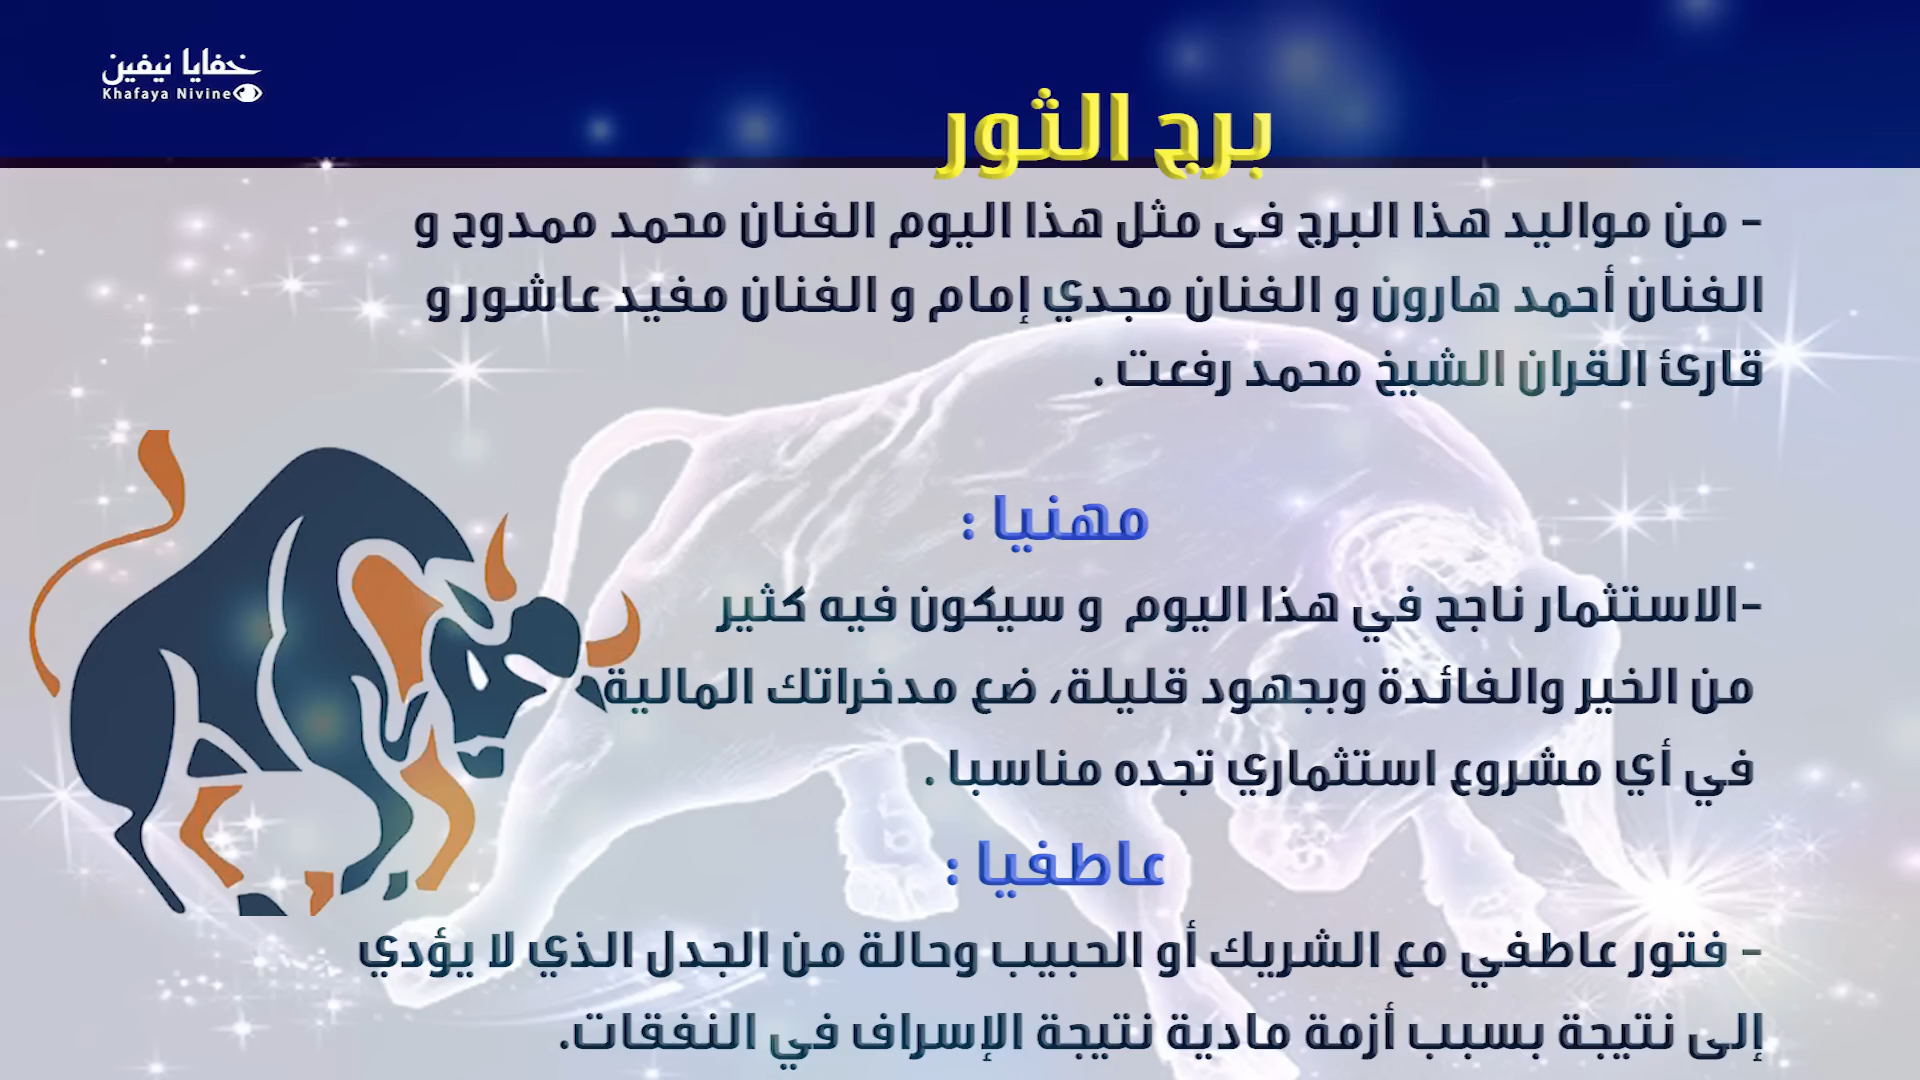 خفايا نيفين
Khafaya Nivine
برج الثور
- من مواليد هذا البرج فى مثل هذا اليوم الفنان محمد ممدوح و
الفنان أحمد هارون و الفنان مجدي إمام و الفنان مفيد عاشور و
قارئ القران الشيخ محمد رفعت .
مهنيا :
-الاستثمار ناجح في هذا اليوم و سيكون فيه كثير
من الخير والفائدة وبجهود قليلة، ضع مدخراتك المالية
في أي مشروع استثماري تجده مناسبا .
عاطفيا :
- فتور عاطفي مع الشريك أو الحبيب وحالة من الجدل الذي لا يؤدي
إلى نتيجة بسبب أزمة مادية نتيجة الإسراف في النفقات.